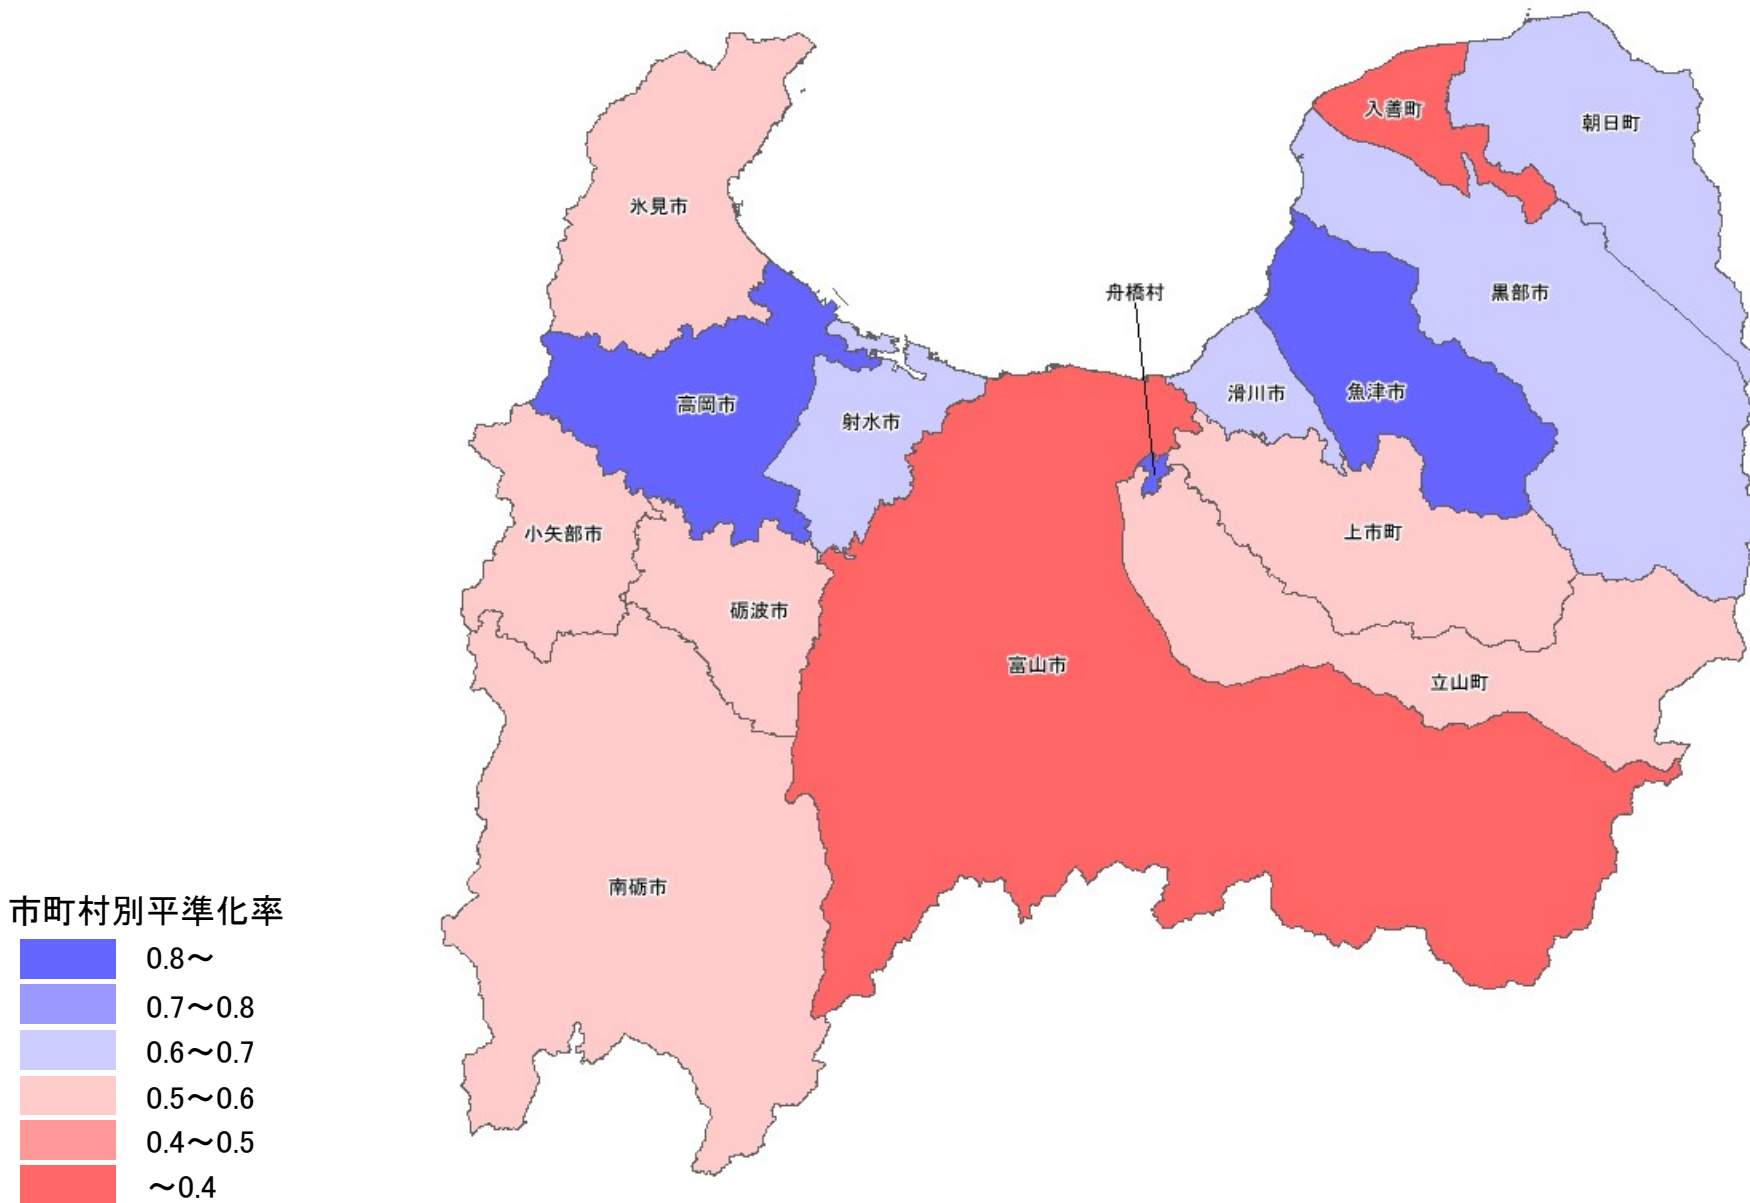 入善町
朝日町
氷見市
舟橋村
黒部市
高岡市
射水市
滑川市
魚津市
小矢部市
上市町
砺波市
富山市
立山町
南砺市
市町村別平準化率
0.8～
0.7～0.8
0.6～0.7
0.5～0.6
0.4～0.5
～0.4